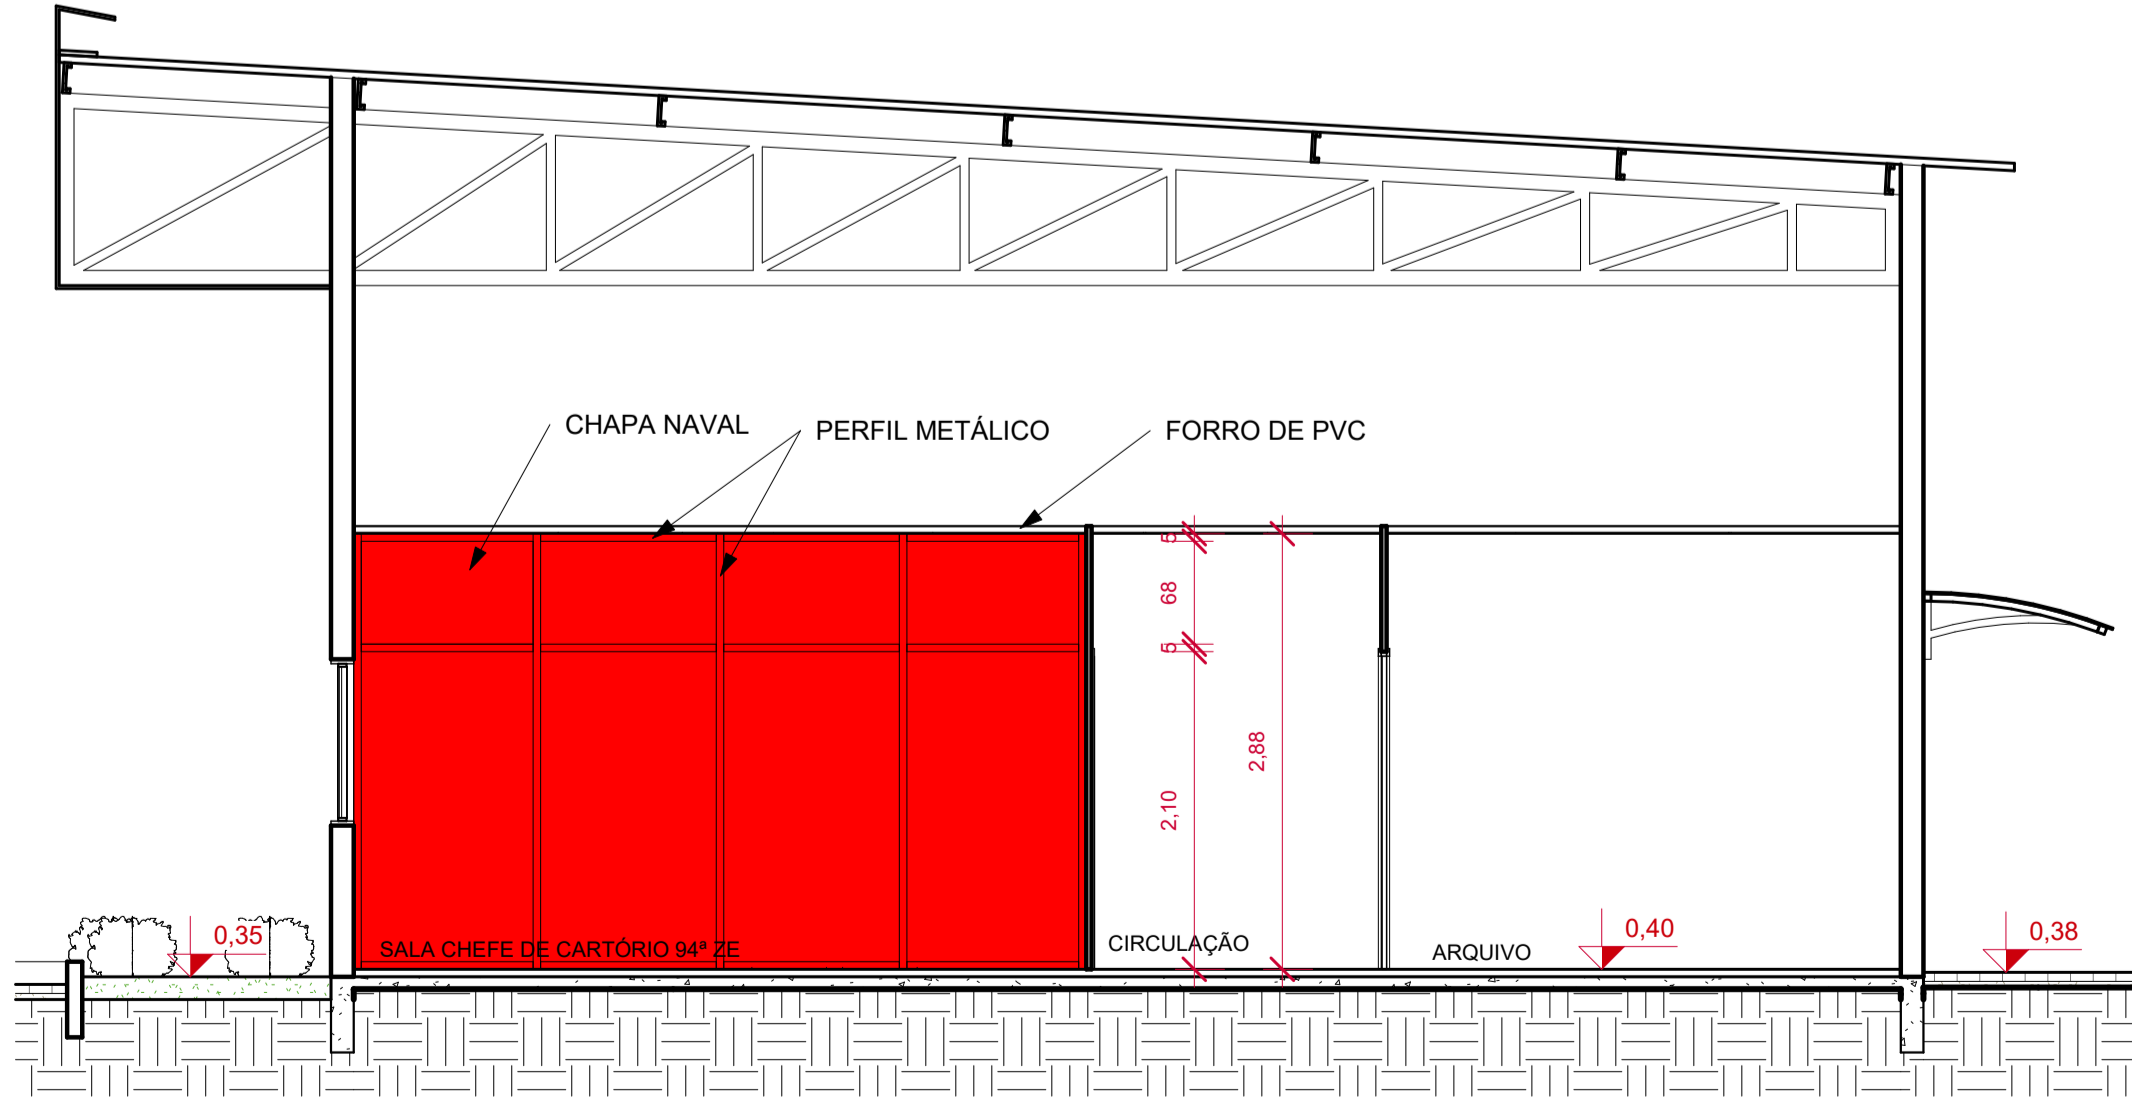 CHAPA NAVAL
PERFIL METÁLICO
FORRO DE PVC
5
68
5
2,10
2,88
0,35
SALA CHEFE DE CARTÓRIO 94ª ZE
CIRCULAÇÃO
ARQUIVO
0,40
0,38